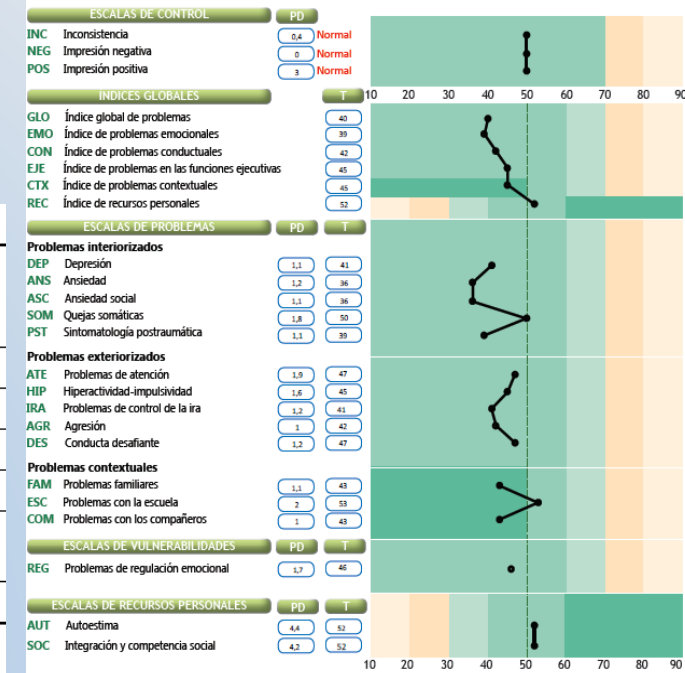 ESCALAS DE CONTROL PD
INC Inconsistencia 0,4 Normal
NEG Impresión negativa 0 Normal
POS Impresión positiva 3 Normal
INDICES GLOBALES T 10 20 30 40 50 60 70 80 90
GLO Índice global de problemas 40
EMO Índice de problemas emocionales 39
CON Índice de problemas conductuales 42
EJE Índice de problemas en las funciones ejecutivas 45
CTX Índice de problemas contextuales 45
REC Índice de recursos personales 52
ESCALAS DE PROBLEMAS PD T
Problemas interiorizados
DEP Depresión 1,1 41
ANS Ansiedad 1,2 36
ASC Ansiedad social 1,1 36
SOM Quejas somáticas 1,8 50
PST Sintomatología postraumática 1,1 39
Problemas exteriorizados
ATE Problemas de atención 1,9 47
HIP Hiperactividad-impulsividad 1,6 45
IRA Problemas de control de la ira 1,2 41
AGR Agresión 1 42
DES Conducta desafiante 1,2 47
Problemas contextuales
FAM Problemas familiares 1,1 43
ESC Problemas con la escuela 2 53
COM Problemas con los compañeros 1 43
ESCALAS DE VULNERABILIDADES PD T
REG Problemas de regulación emocional 1,7 46
ESCALAS DE RECURSOS PERSONALES PD T
AUT Autoestima 4,4 52
SOC Integración y competencia social 4,2 52
10 20 30 40 50 60 70 80 90